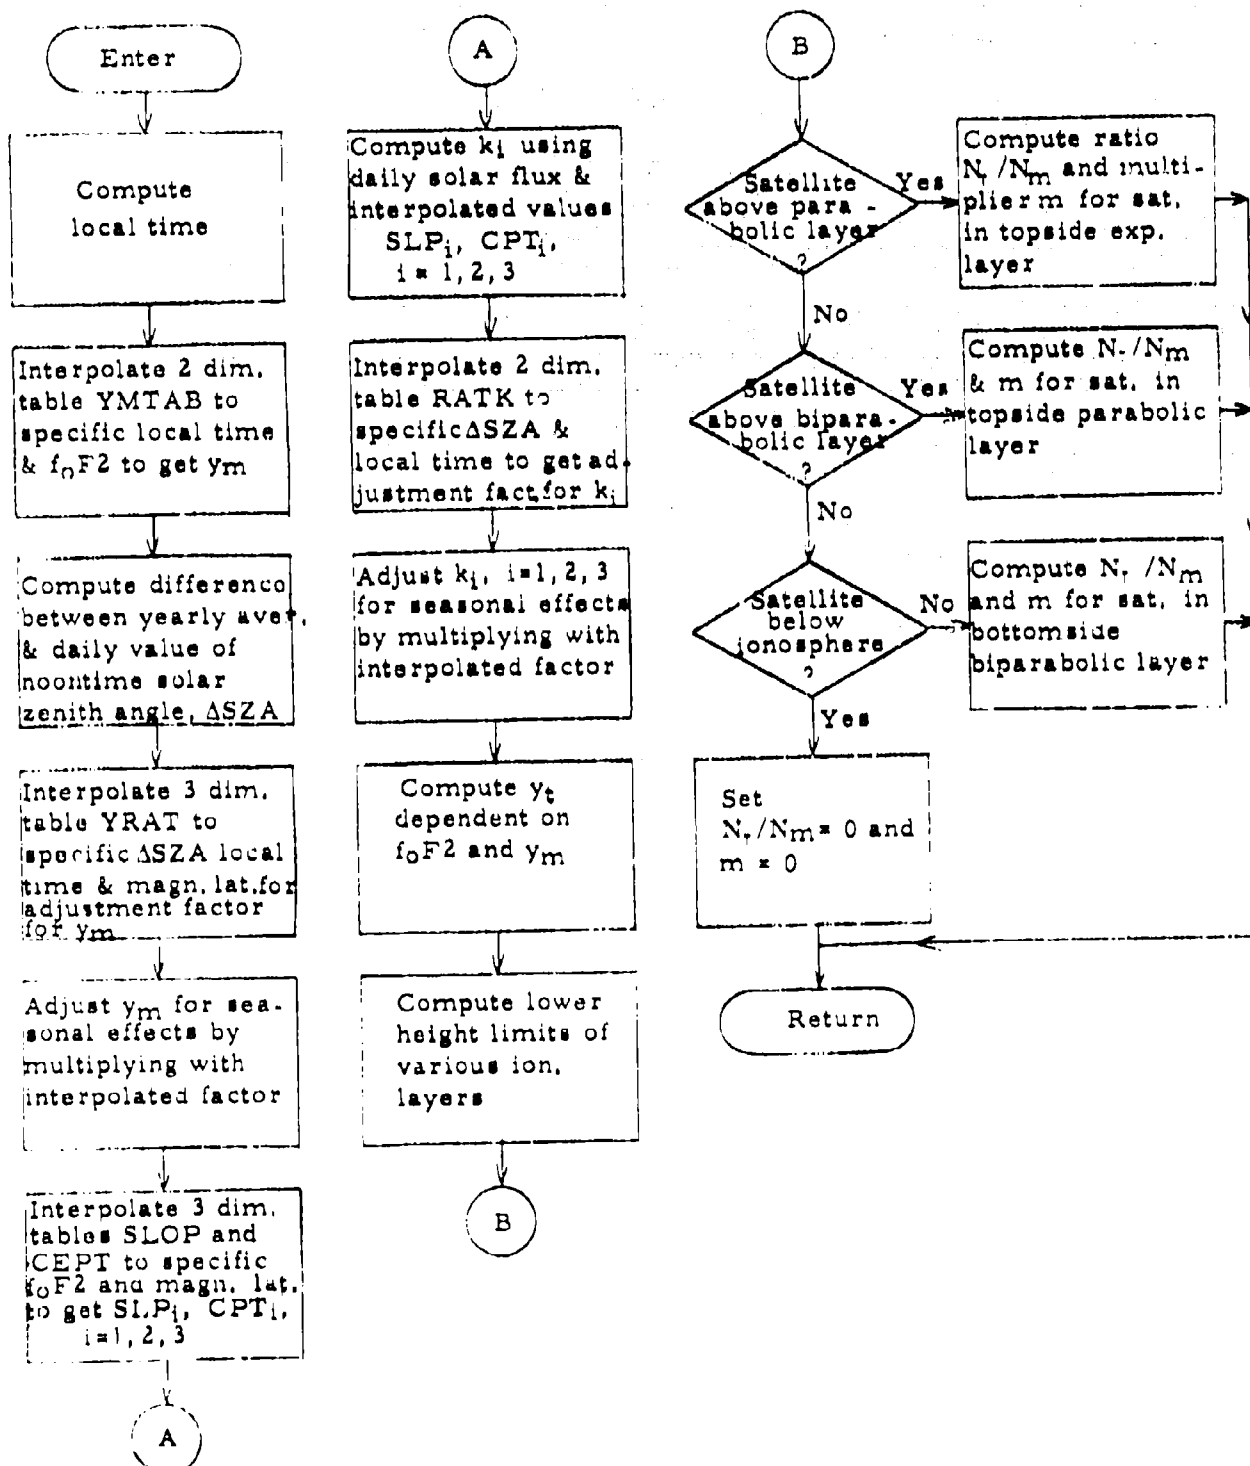 Enter
Compute
local time
Interpolate 2 dim.
table YMTAB to
specific local time
& foF2 to get ym
Compute difference
between yearly aver.
& daily value of
noontime solar
zenith angle, ΔSZA
Interpolate 3 dim.
table YRAT to
specific ΔSZA local
time & magn. lat. for
adjustment factor
for ym
Adjust ym for sea-
sonal effects by
multiplying with
interpolated factor
Interpolate 3 dim.
tables SLOP and
CEPT to specific
foF2 and magn. lat.
to get SLPi, CPTi,
i=1, 2, 3
A
A
Compute ki using
daily solar flux &
interpolated values
SLPi, CPTi,
i = 1, 2, 3
Interpolate 2 dim.
table RATK to
specific ΔSZA &
local time to get ad-
justment fact. for ki
Adjust ki, i=1, 2, 3
for seasonal effects
by multiplying with
interpolated factor
Compute yt
dependent on
foF2 and ym
Compute lower
height limits of
various ion.
layers
B
B
Satellite
above para-
bolic layer
?
Yes
No
Compute ratio
/Nm and multi-
plier m for sat.
in topside exp.
layer
Satellite
above bipara-
bolic layer
?
Yes
No
Compute /Nm
& m for sat. in
topside parabolic
layer
Satellite
below
ionosphere
?
No
Yes
Compute /Nm
and m for sat. in
bottomside
biparabolic layer
Set
/Nm = 0 and
m = 0
Return